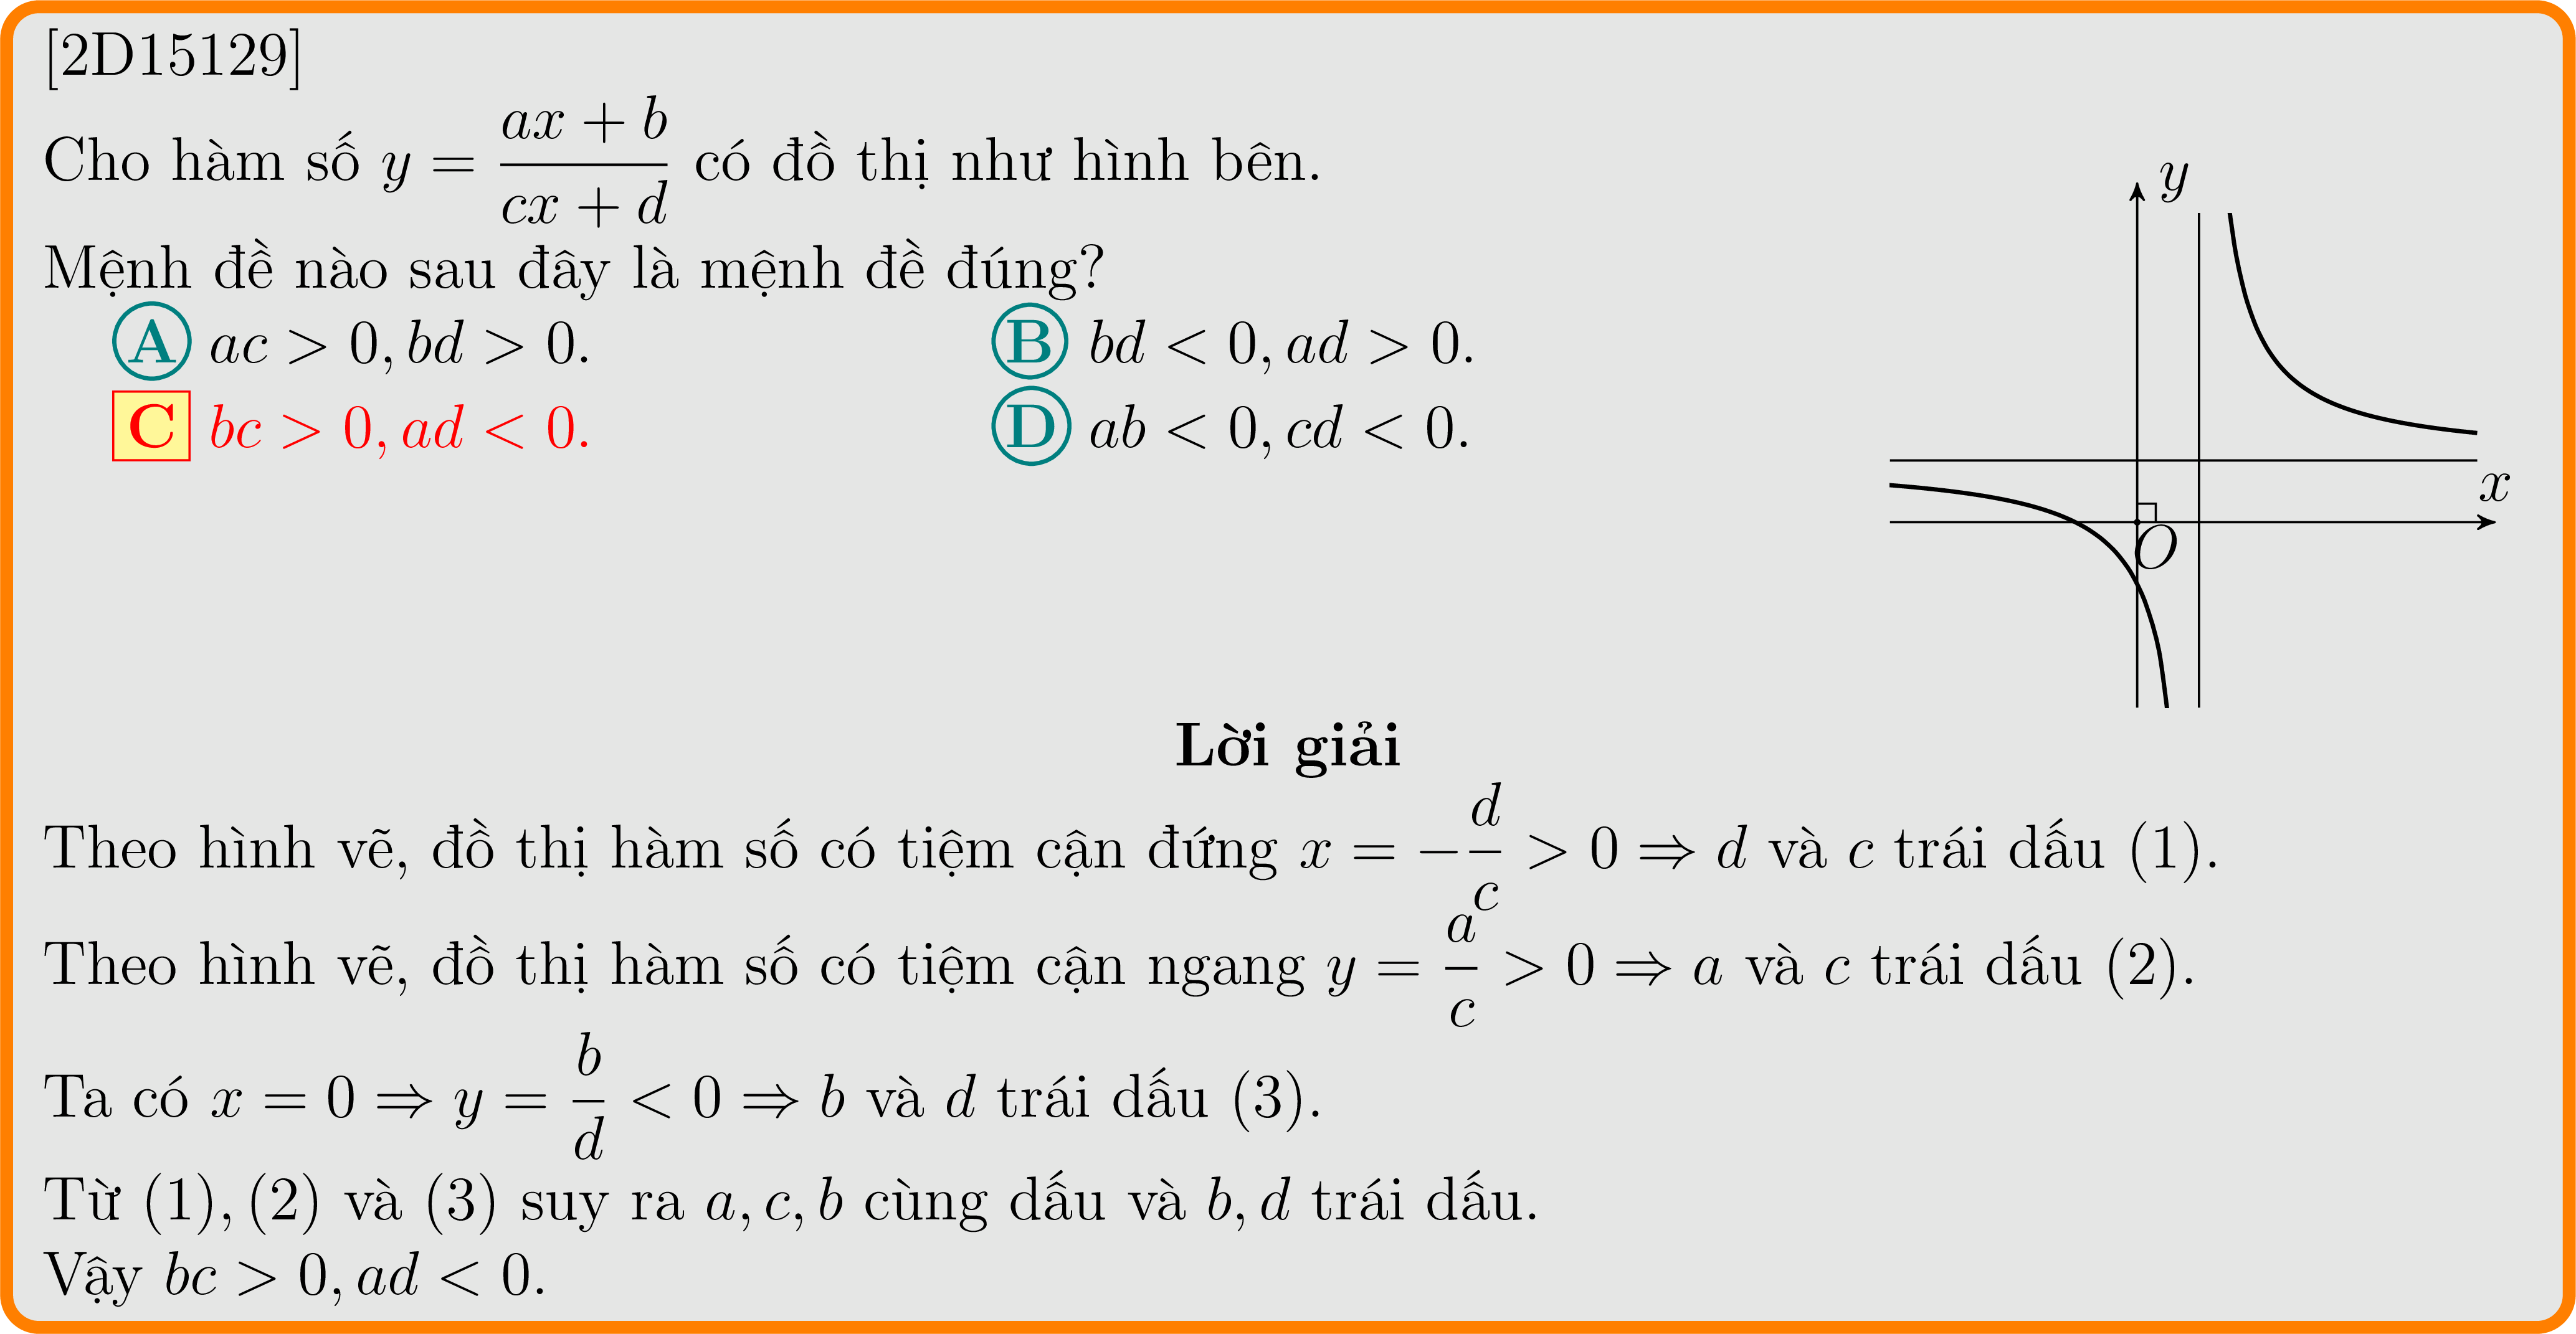 [2D15129]
Cho hàm số $y = \dfrac{ax + b}{cx + d}$ có đồ thị như hình bên.
Mệnh đề nào sau đây là mệnh đề đúng?
A $ac > 0, bd > 0.$ B $bd < 0, ad > 0.$
C $bc > 0, ad < 0.$ D $ab < 0, cd < 0.$
y
x
O
Lời giải
Theo hình vẽ, đồ thị hàm số có tiệm cận đứng $x = -\dfrac{d}{c} > 0 \Rightarrow d$ và $c$ trái dấu (1).
Theo hình vẽ, đồ thị hàm số có tiệm cận ngang $y = \dfrac{a}{c} > 0 \Rightarrow a$ và $c$ trái dấu (2).
Ta có $x = 0 \Rightarrow y = \dfrac{b}{d} < 0 \Rightarrow b$ và $d$ trái dấu (3).
Từ (1), (2) và (3) suy ra $a, c, b$ cùng dấu và $b, d$ trái dấu.
Vậy $bc > 0, ad < 0.$